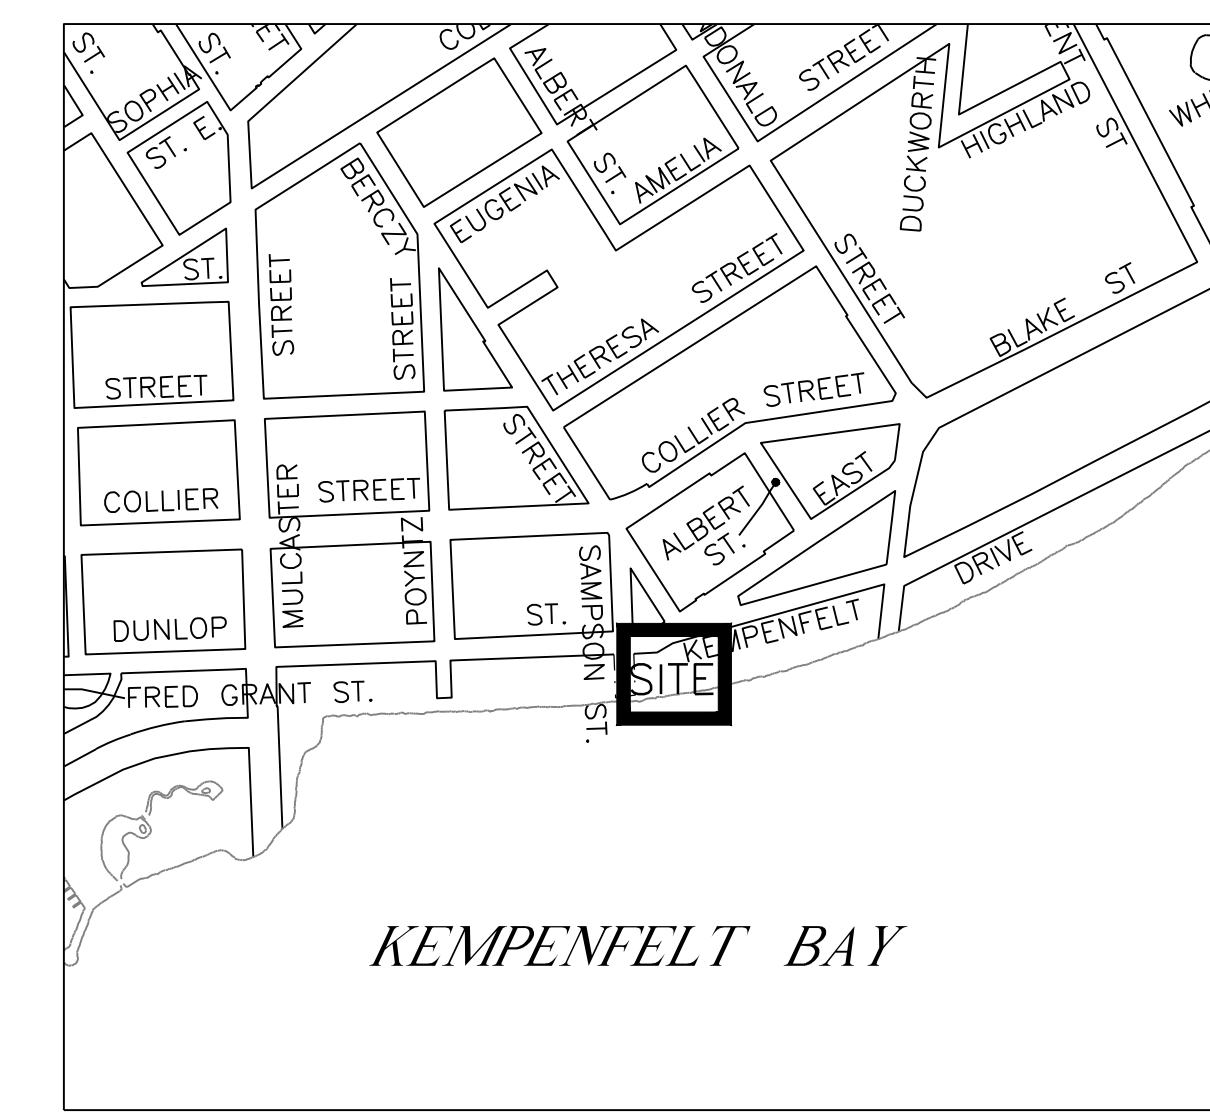 ST.
ST.
SOPHIA
ST. E.
ALBERT
ST.
STREET
HIGHLAND
ST
DUCKWORTH
AMELIA
EUGENIA
BERCZY
STREET
ST.
STREET
STREET
THERESA
STREET
STREET
BLAKE
ST
STREET
COLLIER
STREET
MULCASTER
STREET
COLLIER
STREET
EAST
ALBERT
ST.
DRIVE
POYNTZ
SAMPSON ST.
DUNLOP
ST.
KEMPENFELT
SITE
FRED GRANT ST.
KEMPENFELT BAY